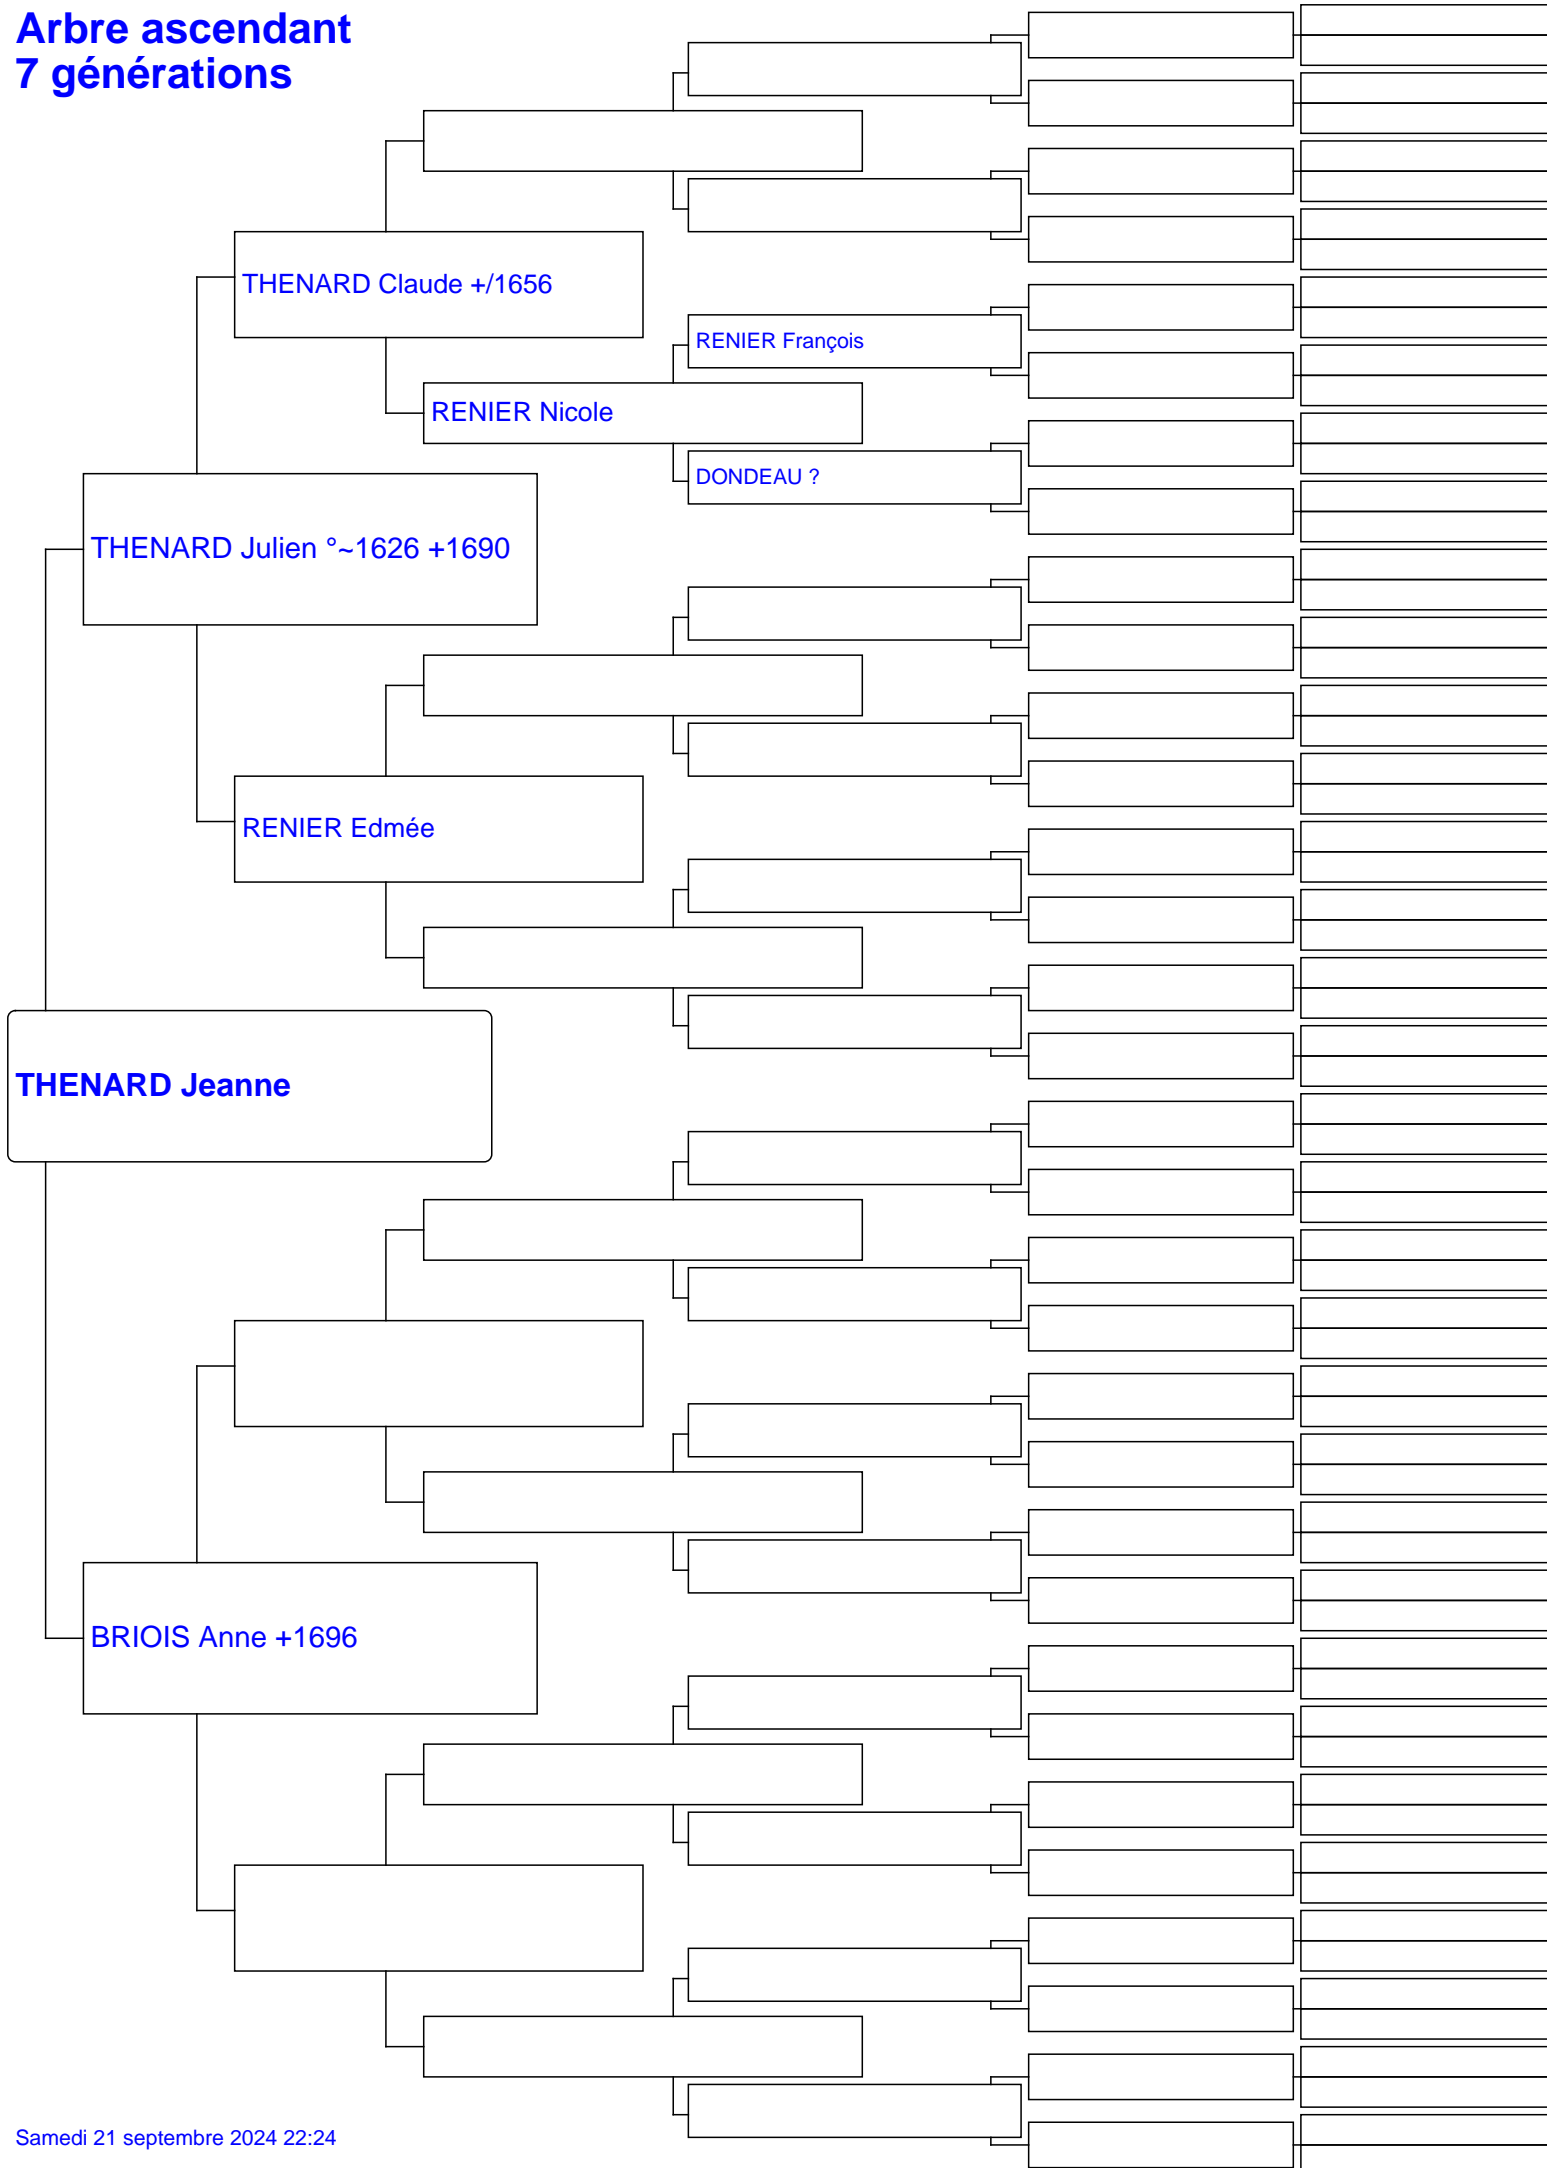 Arbre ascendant
7 générations
THENARD Claude +/1656
RENIER François
RENIER Nicole
DONDEAU ?
THENARD Julien °~1626 +1690
RENIER Edmée
THENARD Jeanne
BRIOIS Anne +1696
Samedi 21 septembre 2024 22:24